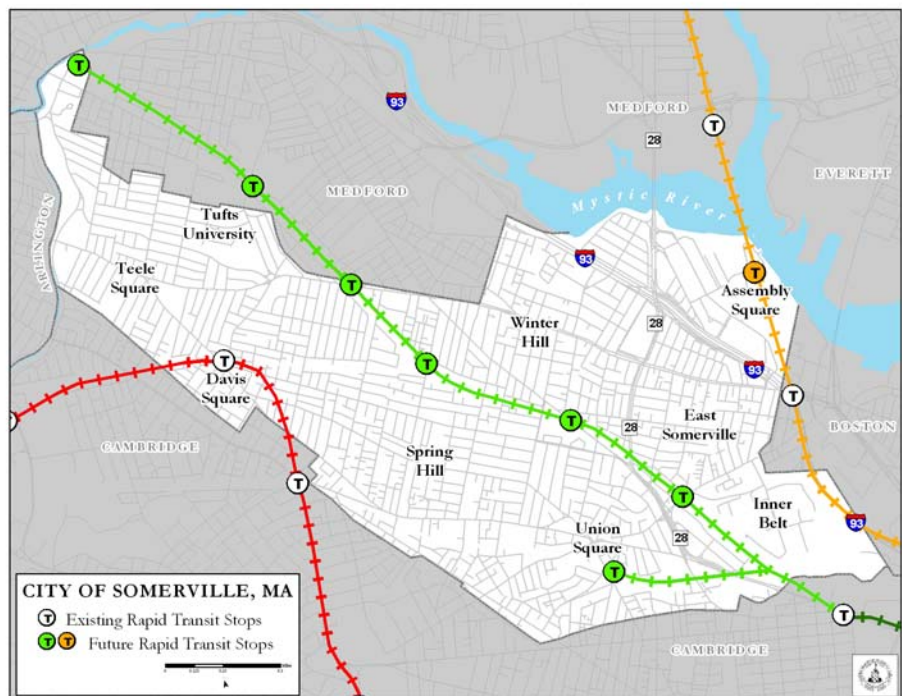 T
93
MEDFORD
28
T
EVERETT
T
Tufts
University
MEDFORD
Mystic River
ARLINGTON
Teele
Square
T
93
T
Assembly
Square
Winter
Hill
28
T
Davis
Square
T
93
T
CAMBRIDGE
T
28
East
Somerville
BOSTON
Spring
Hill
T
T
Inner
Belt
93
Union
Square
28
T
T
CAMBRIDGE
CITY OF SOMERVILLE, MA
T Existing Rapid Transit Stops
T T Future Rapid Transit Stops